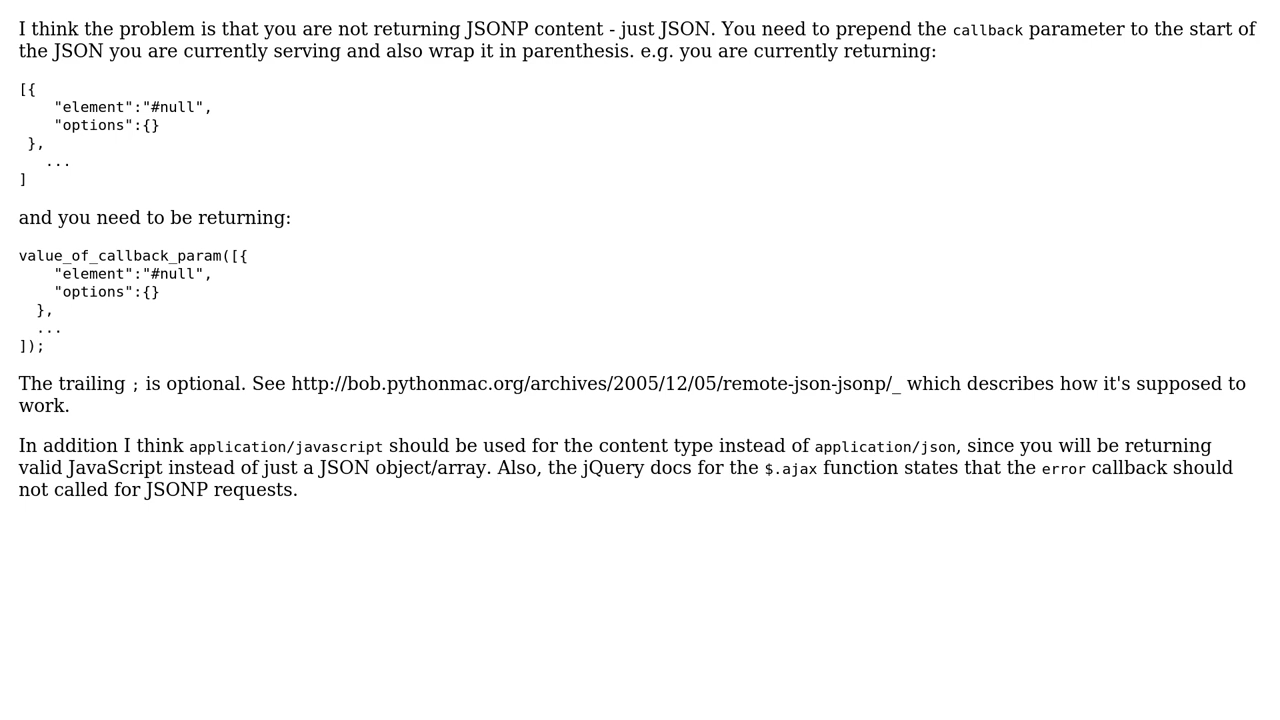 I think the problem is that you are not returning JSONP content - just JSON. You need to prepend the callback parameter to the start of
the JSON you are currently serving and also wrap it in parenthesis. e.g. you are currently returning:
[{
    "element":"#null",
    "options":{}
 },
   ...
]
and you need to be returning:
value_of_callback_param([{
    "element":"#null",
    "options":{}
  },
  ...
]);
The trailing ; is optional. See http://bob.pythonmac.org/archives/2005/12/05/remote-json-jsonp/_ which describes how it's supposed to
work.
In addition I think application/javascript should be used for the content type instead of application/json, since you will be returning
valid JavaScript instead of just a JSON object/array. Also, the jQuery docs for the $.ajax function states that the error callback should
not called for JSONP requests.